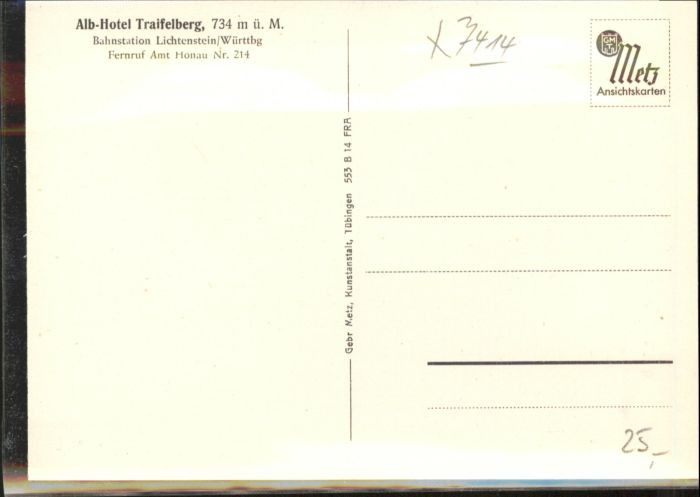 Alb-Hotel Traifelberg, 734 m ü. M.
Bahnstation Lichtenstein/Württbg
Fernruf Amt Honau Nr. 214
X 7414
GM
Metz
Ansichtskarten
Gebr Metz, Kunstanstalt, Tübingen 553 B 14 FRA
25,-